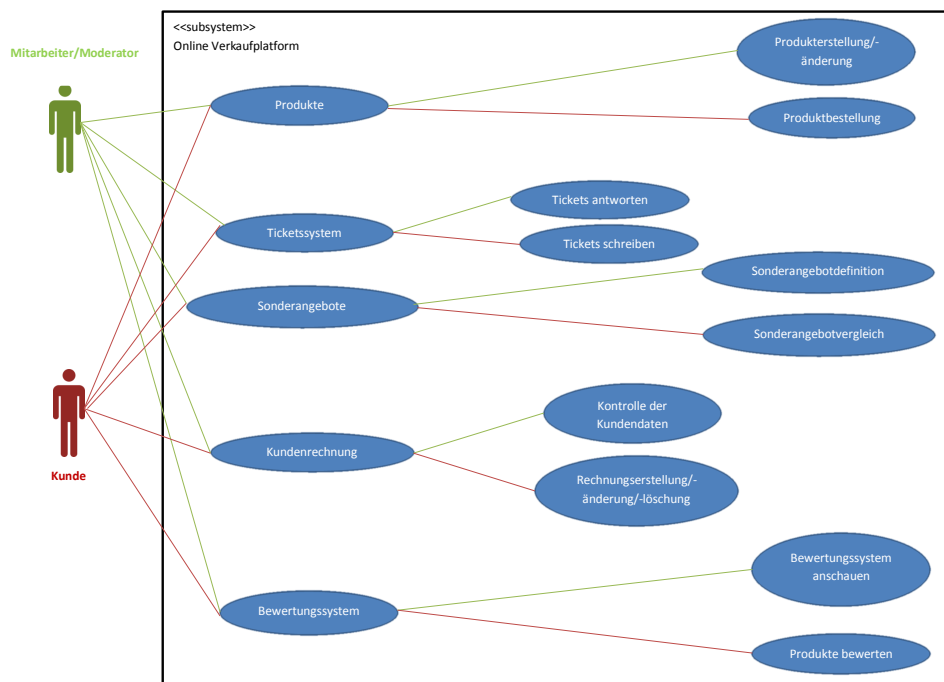 <<subsystem>>
Online Verkaufplatform
Mitarbeiter/Moderator
Produkterstellung/-
änderung
Produkte
Produktbestellung
Tickets antworten
Ticketssystem
Tickets schreiben
Sonderangebotdefinition
Sonderangebote
Sonderangebotvergleich
Kontrolle der
Kundendaten
Kundenrechnung
Kunde
Rechnungserstellung/-
änderung/-löschung
Bewertungssystem
anschauen
Bewertungssystem
Produkte bewerten